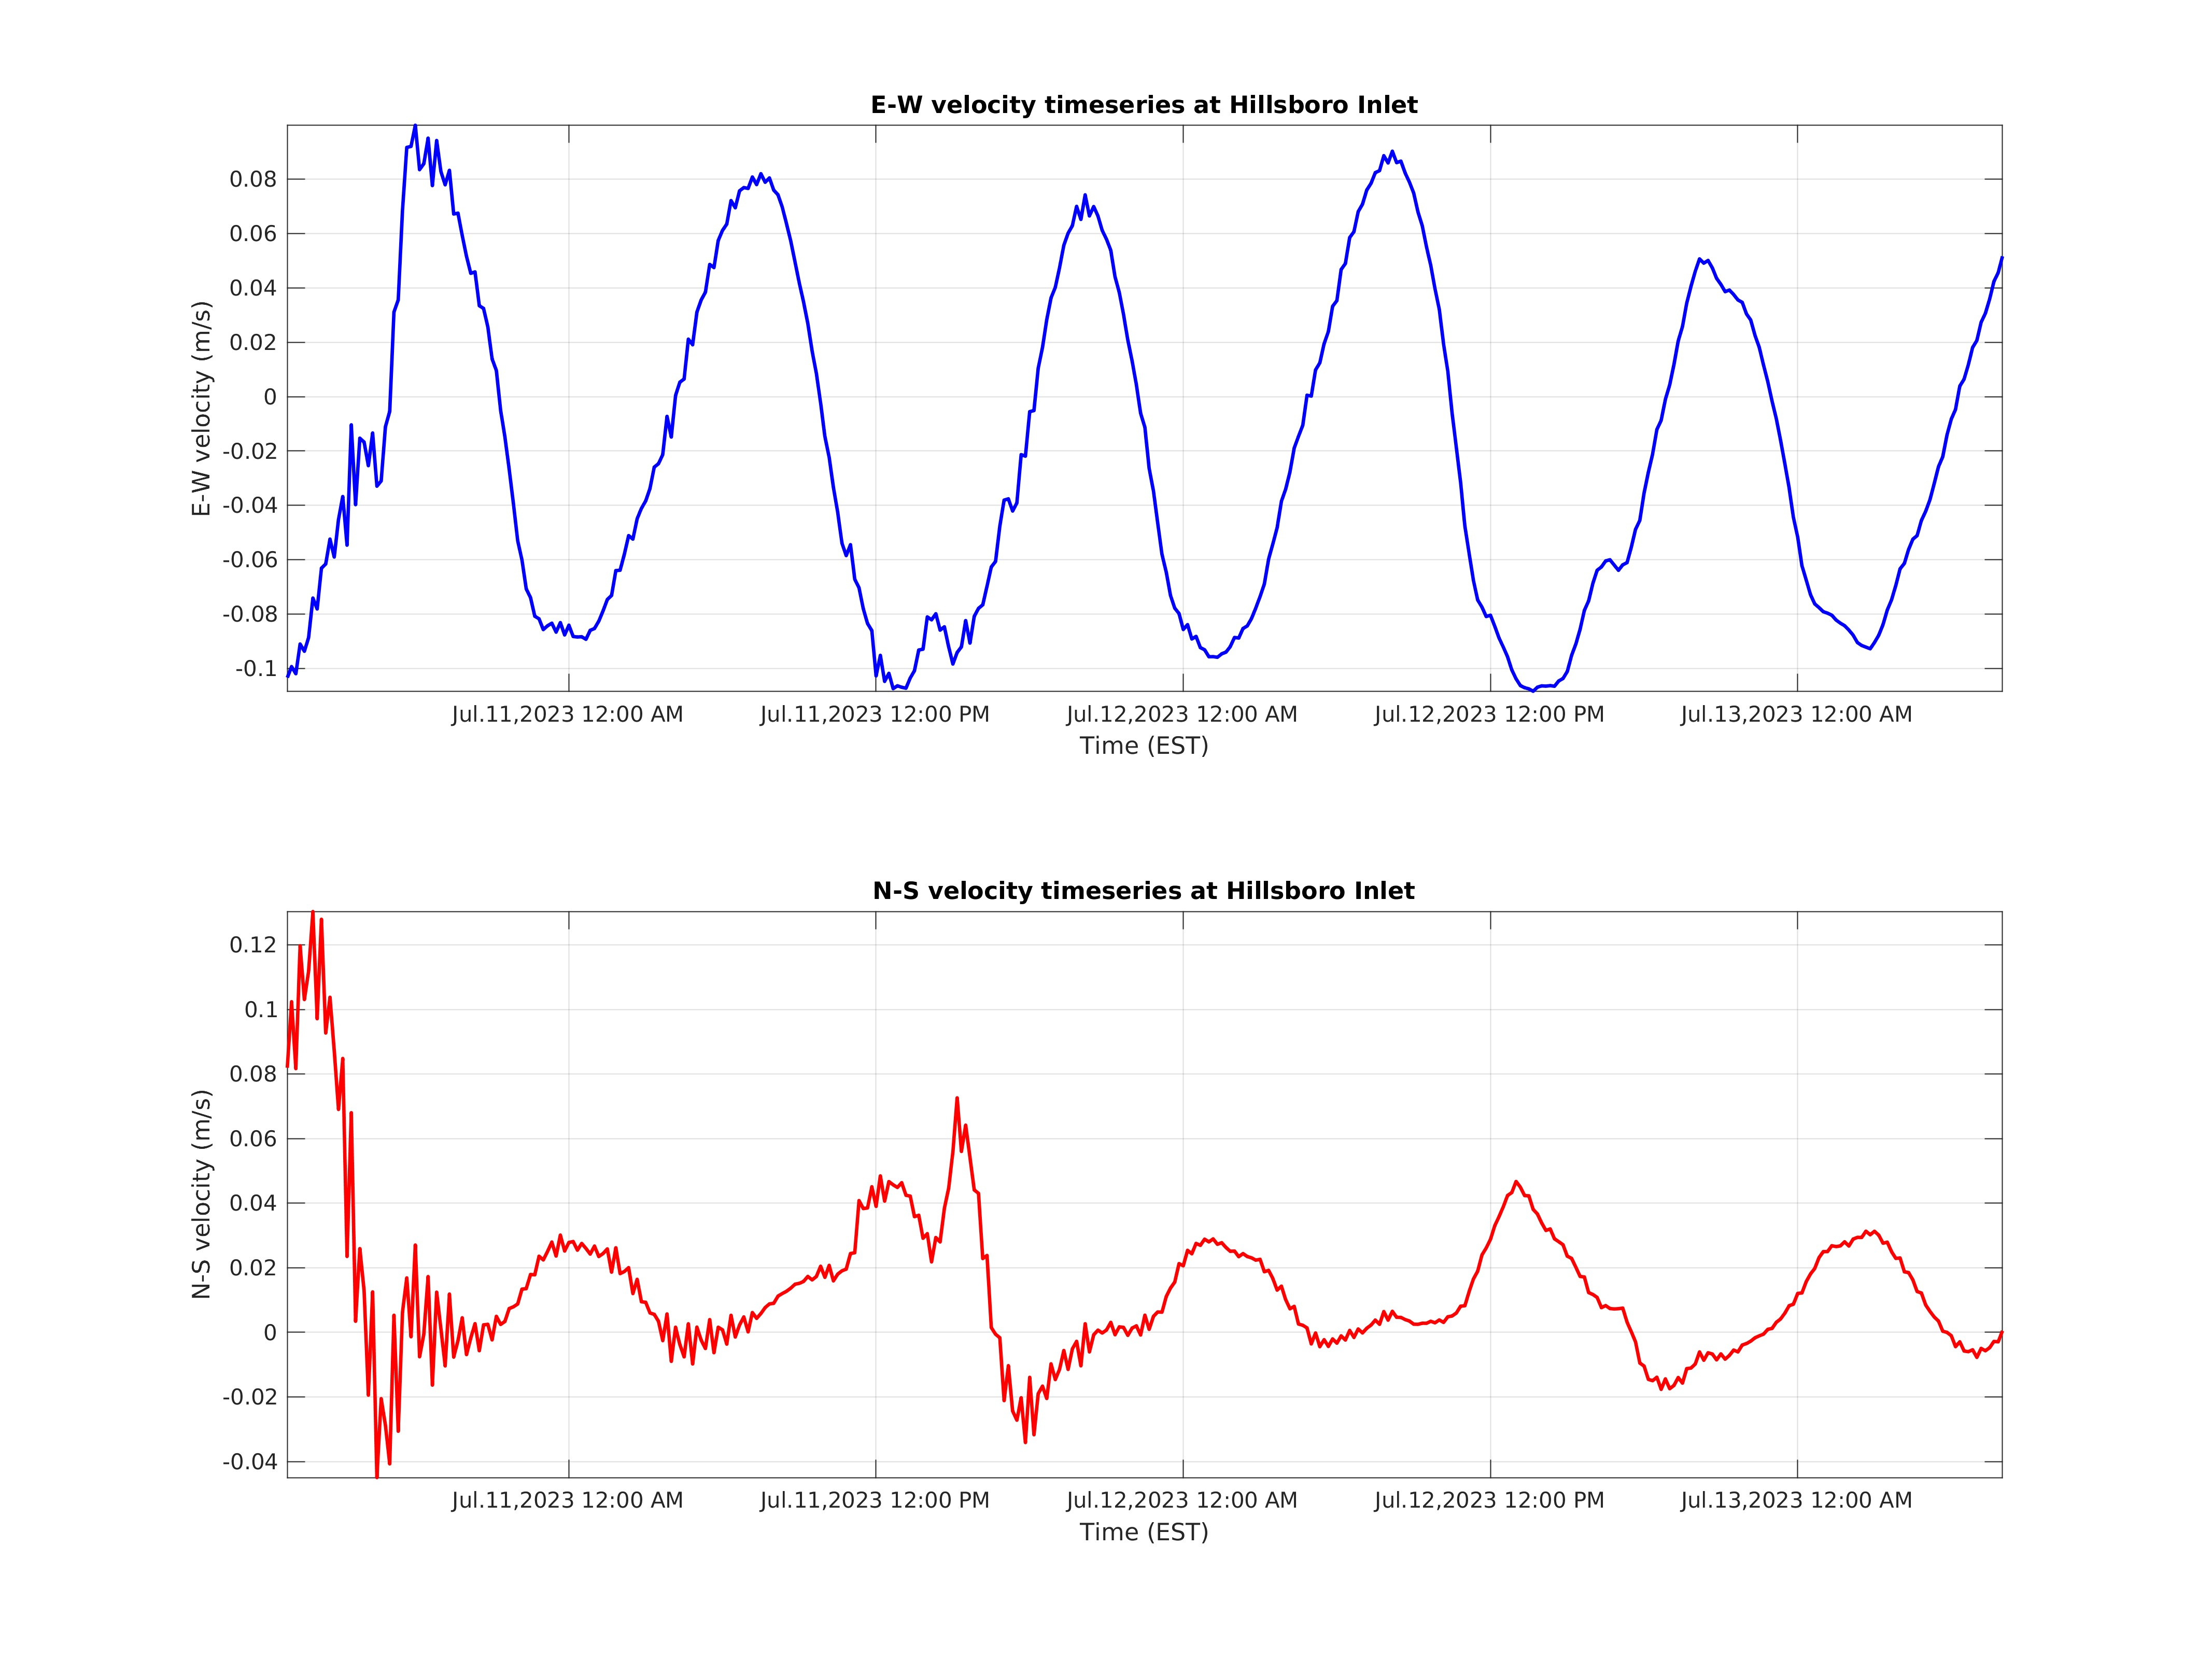 E-W velocity timeseries at Hillsboro Inlet
E-W velocity (m/s)
0.08
0.06
0.04
0.02
0
-0.02
-0.04
-0.06
-0.08
-0.1
Jul.11,2023 12:00 AM Jul.11,2023 12:00 PM Jul.12,2023 12:00 AM Jul.12,2023 12:00 PM Jul.13,2023 12:00 AM
Time (EST)
N-S velocity timeseries at Hillsboro Inlet
N-S velocity (m/s)
0.12
0.1
0.08
0.06
0.04
0.02
0
-0.02
-0.04
Jul.11,2023 12:00 AM Jul.11,2023 12:00 PM Jul.12,2023 12:00 AM Jul.12,2023 12:00 PM Jul.13,2023 12:00 AM
Time (EST)